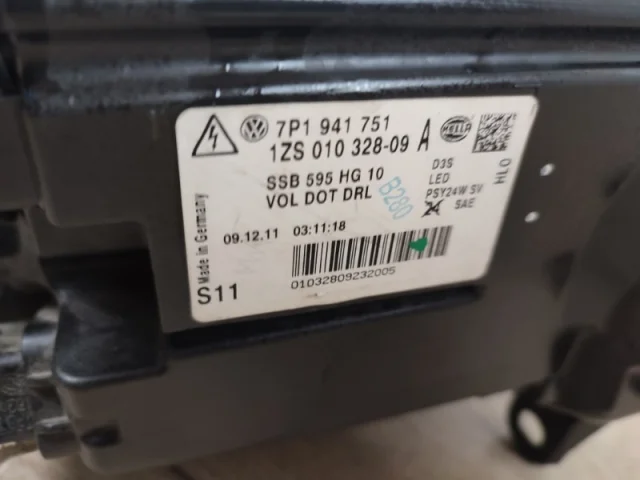 7P1 941 751
1ZS 010 328-09 A
HELLA
SSB 595 HG 10
VOL DOT DRL
B280
D3S
LED
PSY24W SV
SAE
HLO
Made in Germany
09.12.11 03:11:18
S11
01032809232005